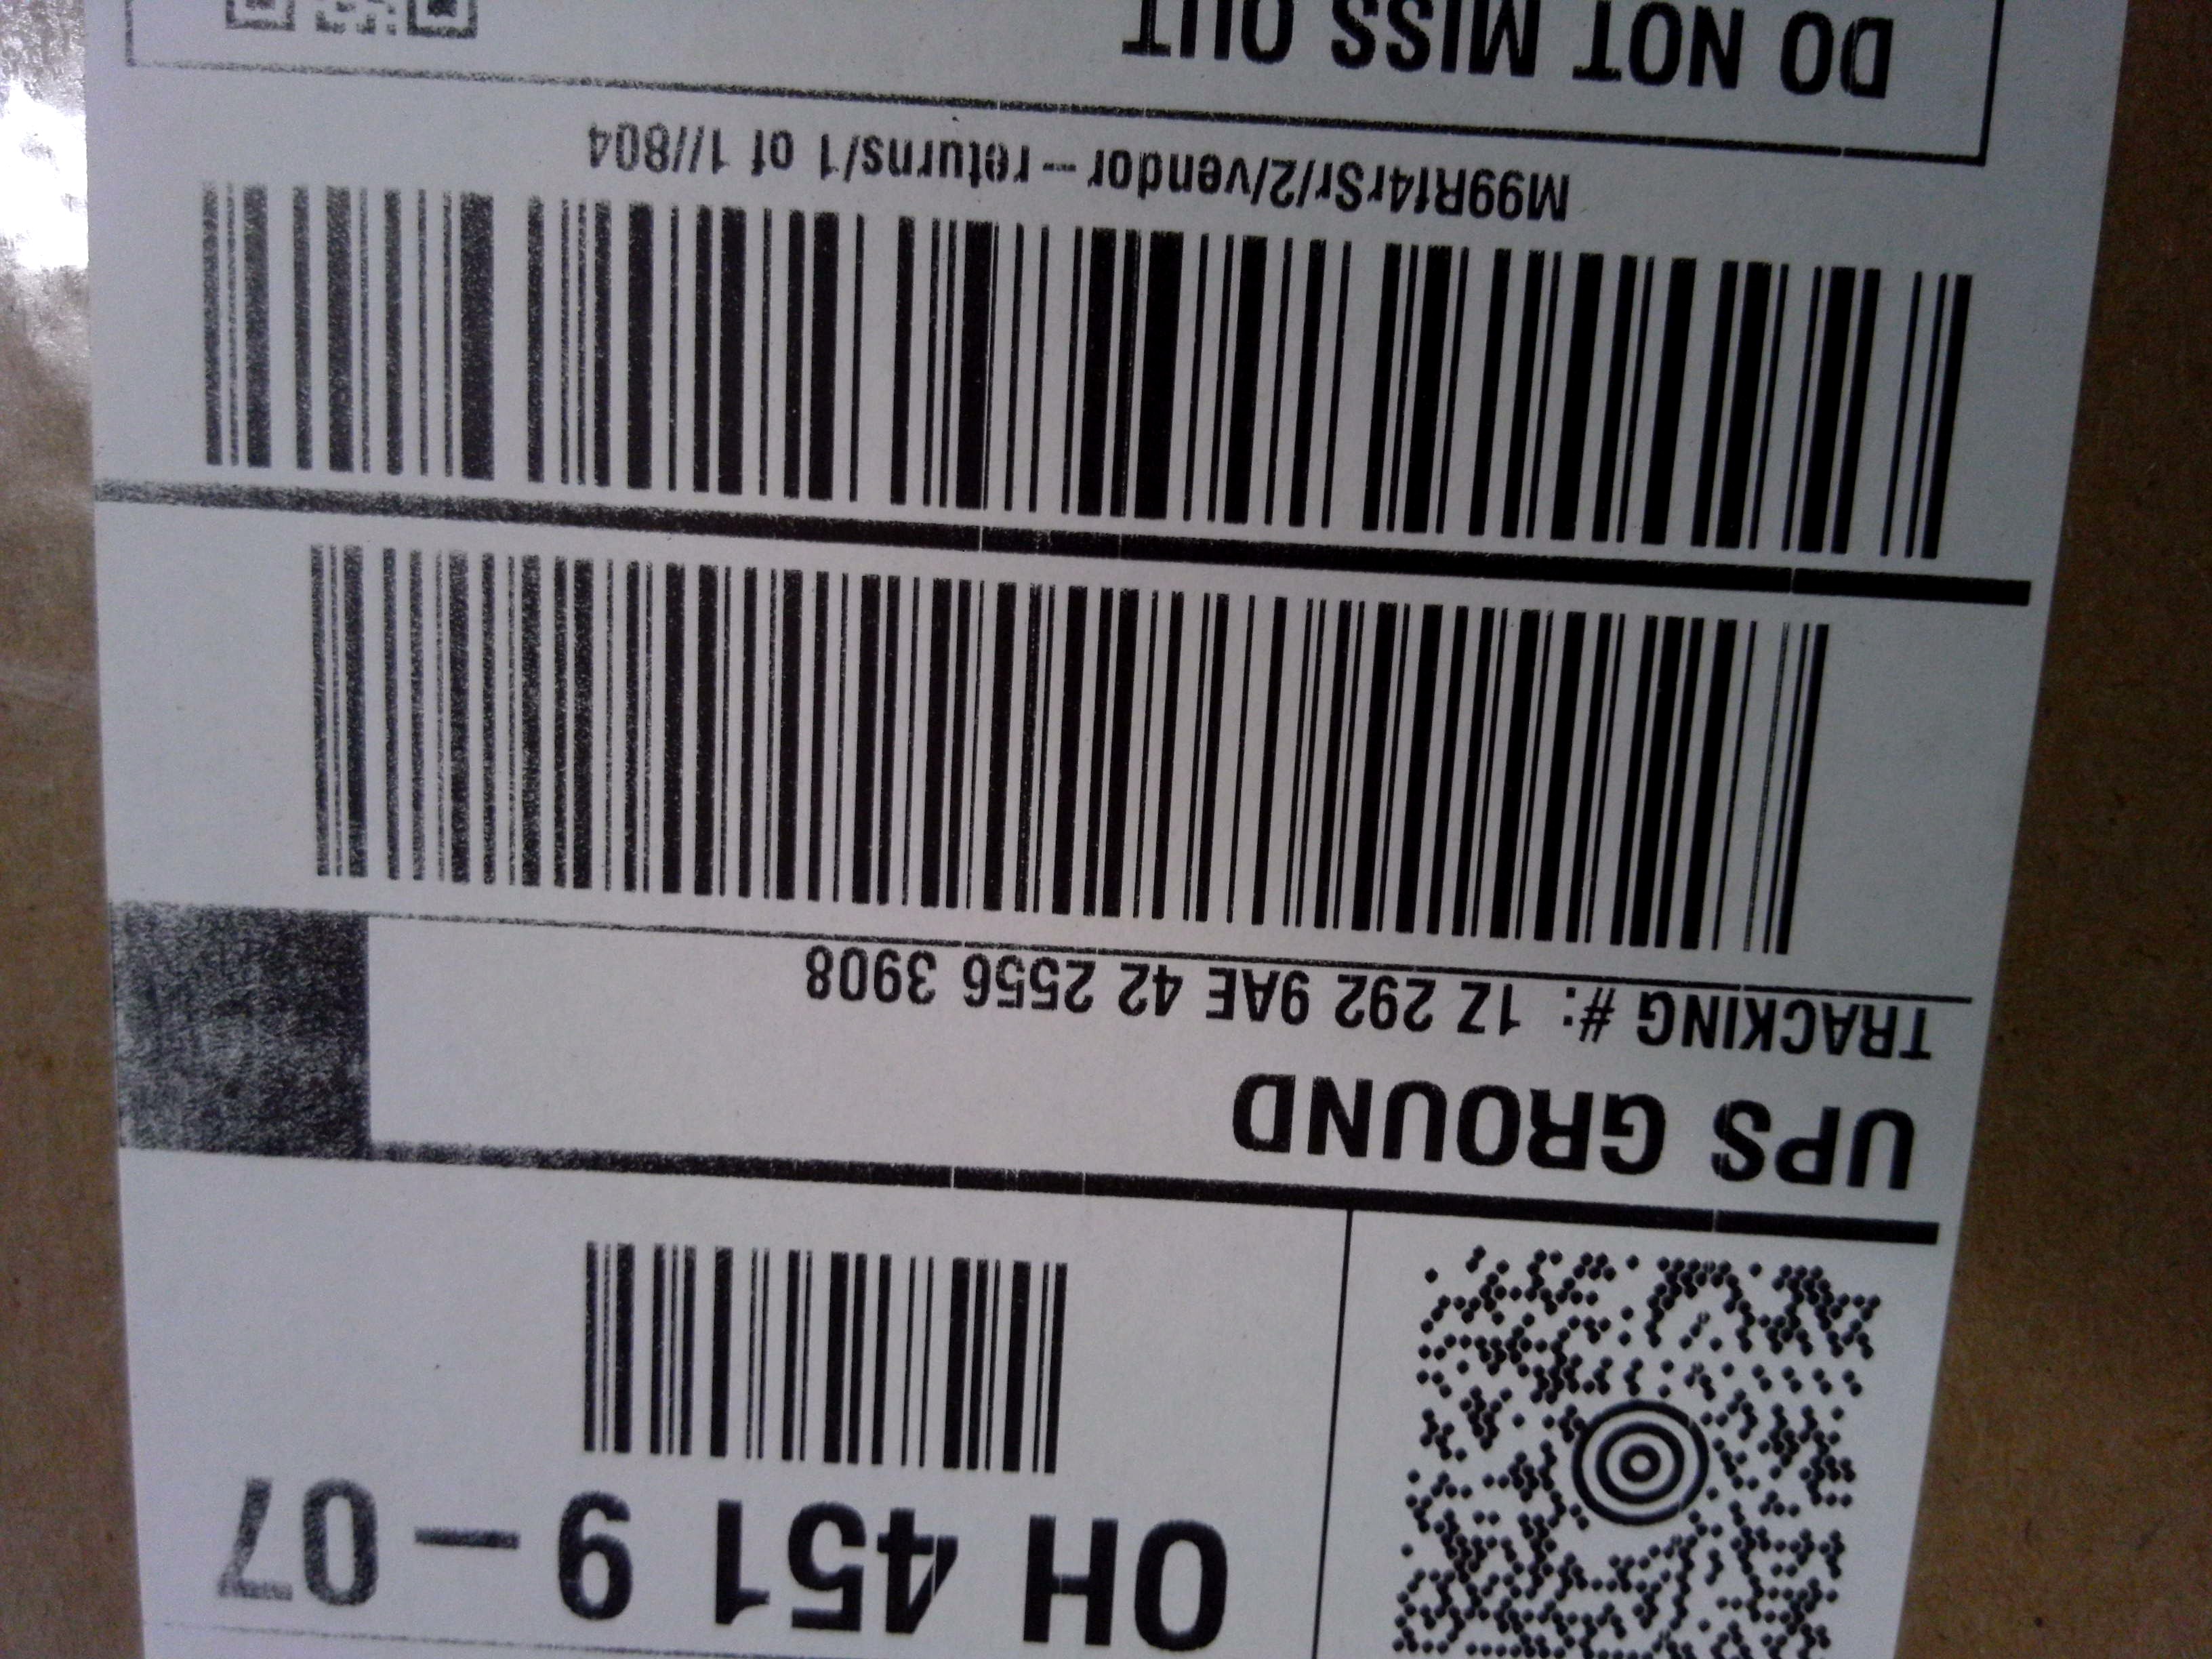 OH 451 9-07
UPS GROUND
TRACKING #: 1Z 292 9AE 42 2556 3908
M99Rf4rSr/2/vendor-returns/1 of 1//804
DO NOT MISS OUT